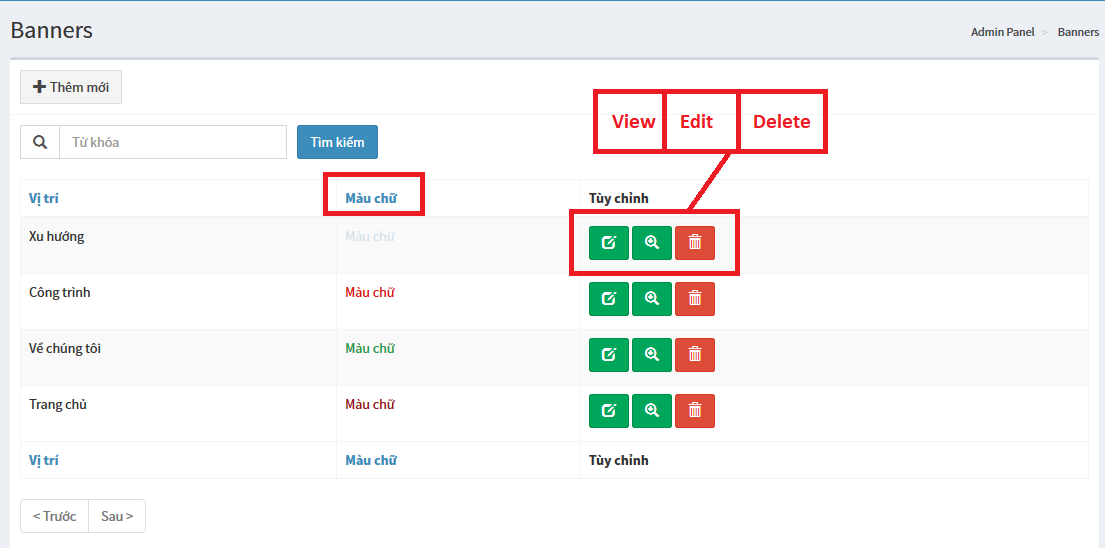 Banners
Admin Panel > Banners
Thêm mới
View Edit Delete
Từ khóa Tìm kiếm
Vị trí Màu chữ Tùy chỉnh
Xu hướng Màu chữ
Công trình Màu chữ
Về chúng tôi Màu chữ
Trang chủ Màu chữ
Vị trí Màu chữ Tùy chỉnh
< Trước Sau >